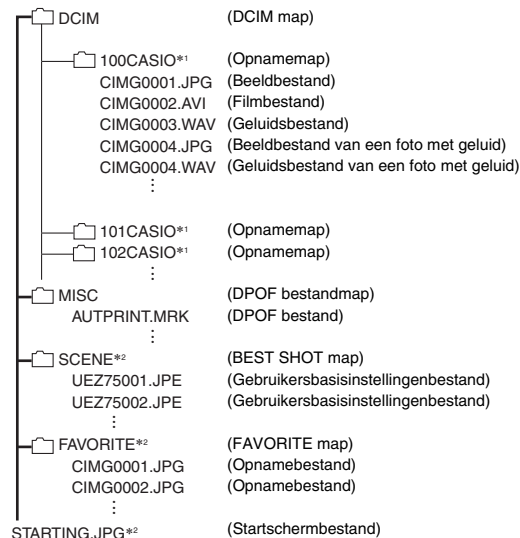 DCIM (DCIM map)
100CASIO*1 (Opnamemap)
CIMG0001.JPG (Beeldbestand)
CIMG0002.AVI (Filmbestand)
CIMG0003.WAV (Geluidsbestand)
CIMG0004.JPG (Beeldbestand van een foto met geluid)
CIMG0004.WAV (Geluidsbestand van een foto met geluid)
⋮
101CASIO*1 (Opnamemap)
102CASIO*1 (Opnamemap)
⋮
MISC (DPOF bestandmap)
AUTPRINT.MRK (DPOF bestand)
⋮
SCENE*2 (BEST SHOT map)
UEZ75001.JPE (Gebruikersbasisinstellingenbestand)
UEZ75002.JPE (Gebruikersbasisinstellingenbestand)
⋮
FAVORITE*2 (FAVORITE map)
CIMG0001.JPG (Opnamebestand)
CIMG0002.JPG (Opnamebestand)
⋮
STARTING.JPG*2 (Startschermbestand)